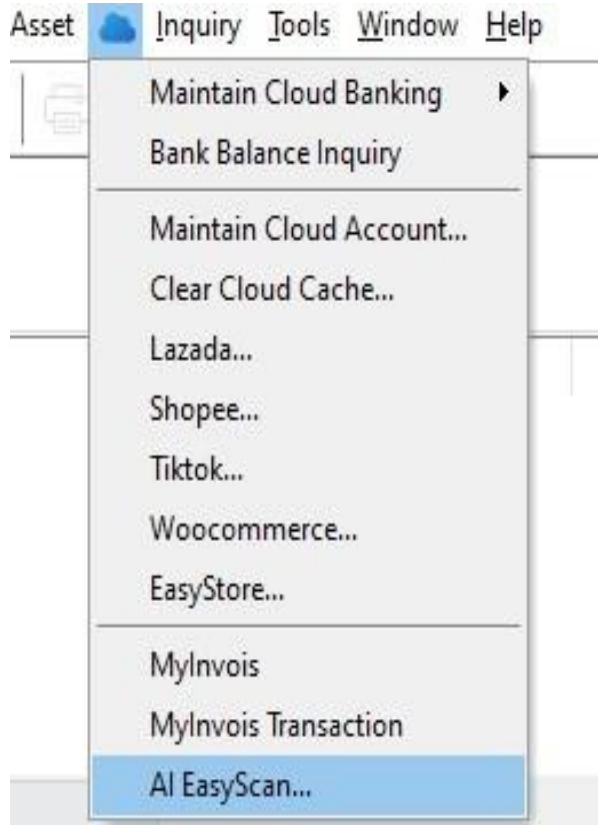 Asset Inquiry Tools Window Help
Maintain Cloud Banking
Bank Balance Inquiry
Maintain Cloud Account...
Clear Cloud Cache...
Lazada...
Shopee...
Tiktok...
Woocommerce...
EasyStore...
MyInvois
MyInvois Transaction
AI EasyScan...